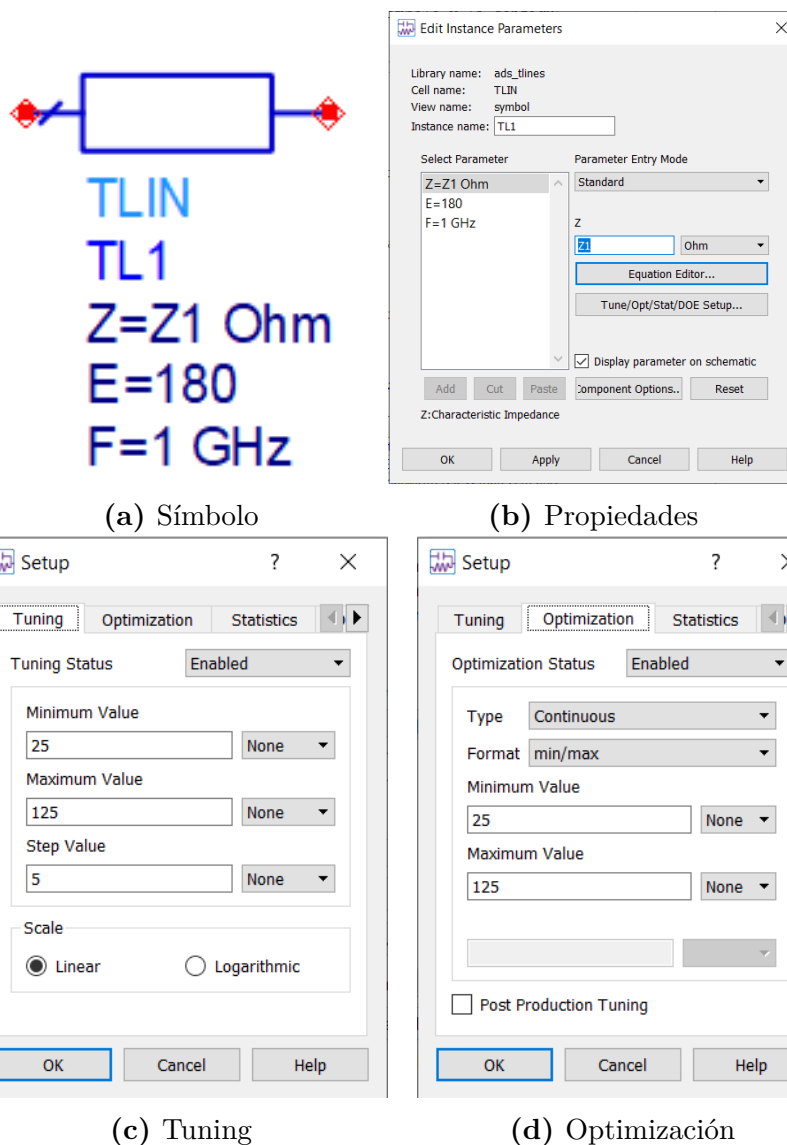 TLIN
TL1
Z=Z1 Ohm
E=180
F=1 GHz
(a) Símbolo
Edit Instance Parameters
Library name: ads_tlines
Cell name: TLIN
View name: symbol
Instance name: TL1
Select Parameter
Z=Z1 Ohm
E=180
F=1 GHz
Parameter Entry Mode
Standard
Z
Z1 Ohm
Equation Editor...
Tune/Opt/Stat/DOE Setup...
Display parameter on schematic
Add Cut Paste :omponent Options.. Reset
Z:Characteristic Impedance
OK Apply Cancel Help
(b) Propiedades
Setup ?
Tuning Optimization Statistics
Tuning Status Enabled
Minimum Value
25 None
Maximum Value
125 None
Step Value
5 None
Scale
Linear Logarithmic
OK Cancel Help
(c) Tuning
Setup ?
Tuning Optimization Statistics
Optimization Status Enabled
Type Continuous
Format min/max
Minimum Value
25 None
Maximum Value
125 None
Post Production Tuning
OK Cancel Help
(d) Optimización